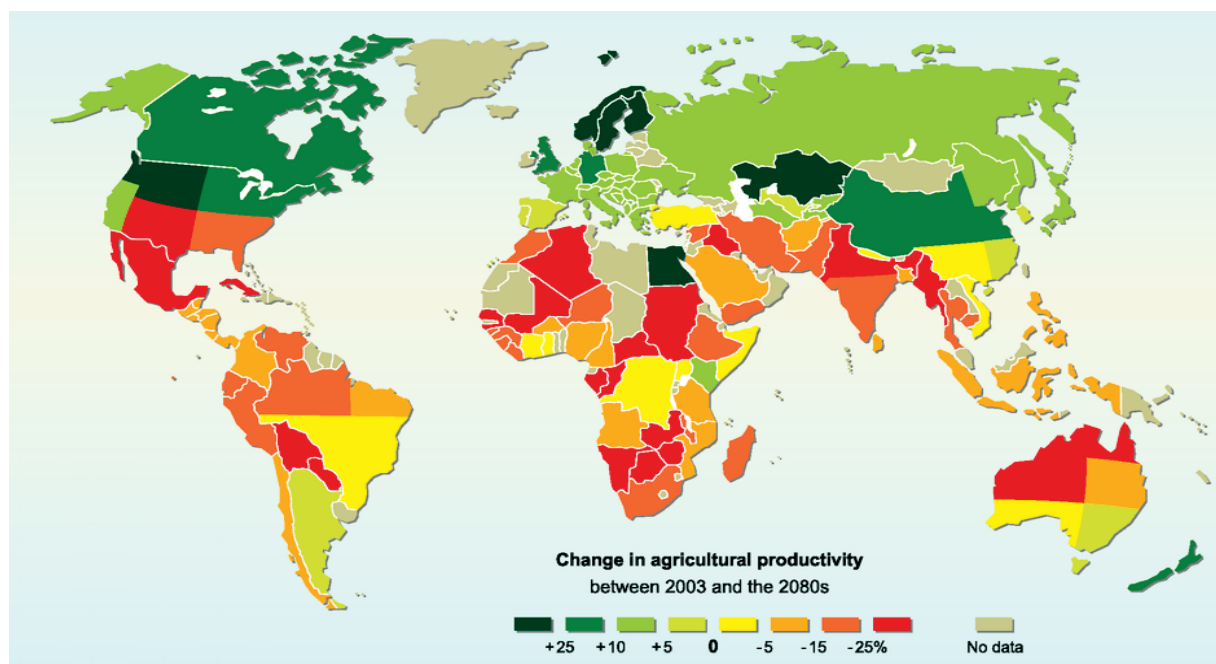 Change in agricultural productivity
between 2003 and the 2080s
+25 +10 +5 0 -5 -15 -25% No data